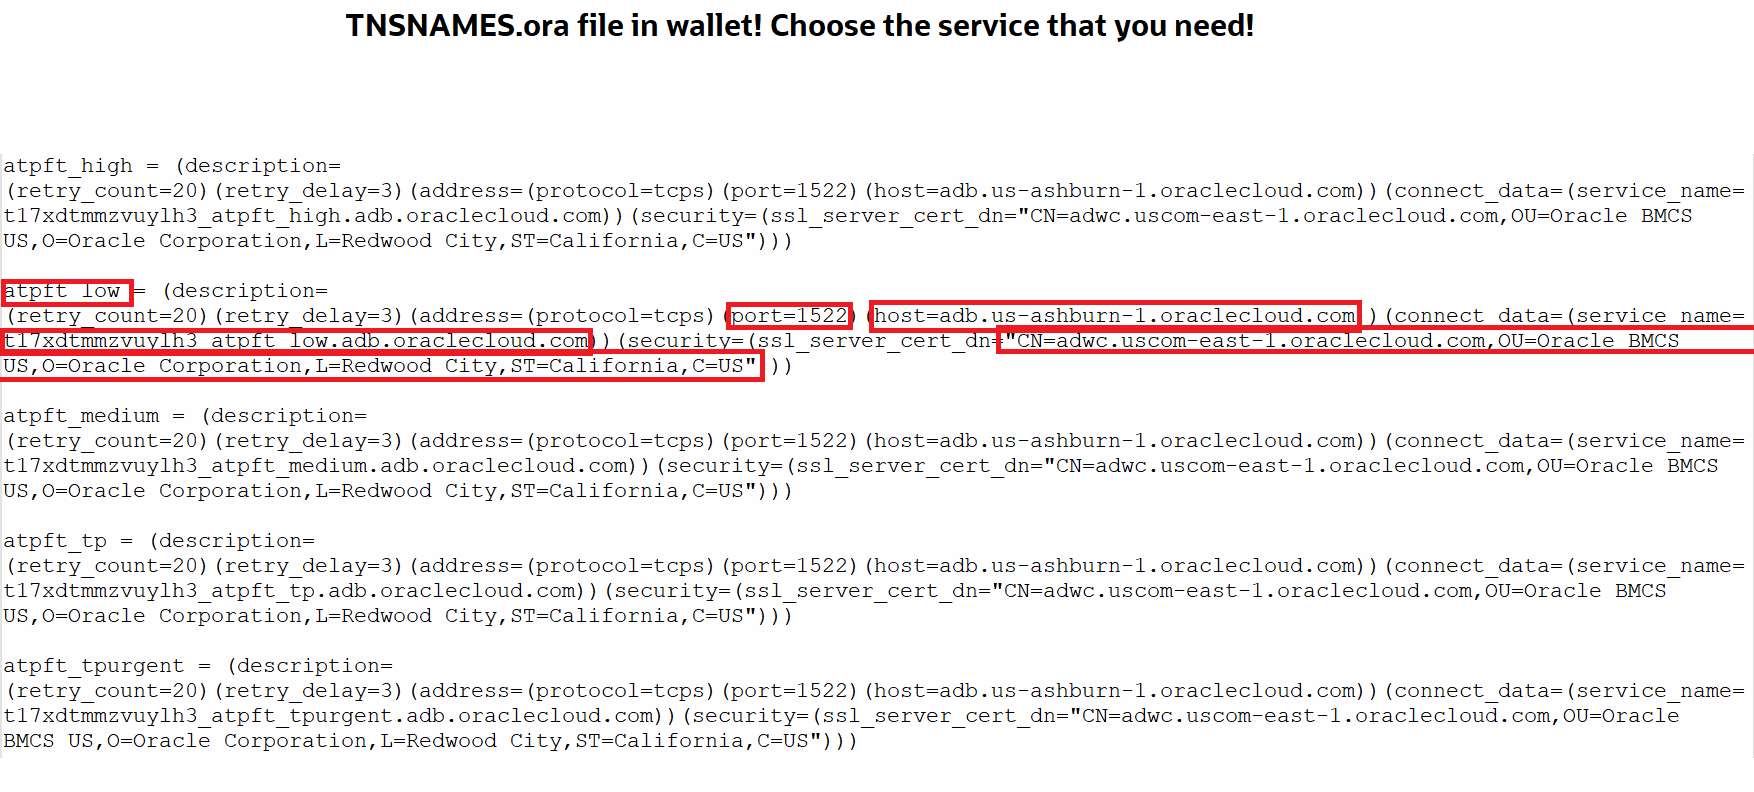 TNSNAMES.ora file in wallet! Choose the service that you need!
atpft_high = (description=
(retry_count=20)(retry_delay=3)(address=(protocol=tcps)(port=1522)(host=adb.us-ashburn-1.oraclecloud.com))(connect_data=(service_name=
t17xdtmmzvuylh3_atpft_high.adb.oraclecloud.com))(security=(ssl_server_cert_dn="CN=adwc.uscom-east-1.oraclecloud.com,OU=Oracle BMCS
US,O=Oracle Corporation,L=Redwood City,ST=California,C=US")))
atpft_low = (description=
(retry_count=20)(retry_delay=3)(address=(protocol=tcps)(port=1522)(host=adb.us-ashburn-1.oraclecloud.com))(connect_data=(service_name=
t17xdtmmzvuylh3_atpft_low.adb.oraclecloud.com))(security=(ssl_server_cert_dn="CN=adwc.uscom-east-1.oraclecloud.com,OU=Oracle BMCS
US,O=Oracle Corporation,L=Redwood City,ST=California,C=US")))
atpft_medium = (description=
(retry_count=20)(retry_delay=3)(address=(protocol=tcps)(port=1522)(host=adb.us-ashburn-1.oraclecloud.com))(connect_data=(service_name=
t17xdtmmzvuylh3_atpft_medium.adb.oraclecloud.com))(security=(ssl_server_cert_dn="CN=adwc.uscom-east-1.oraclecloud.com,OU=Oracle BMCS
US,O=Oracle Corporation,L=Redwood City,ST=California,C=US")))
atpft_tp = (description=
(retry_count=20)(retry_delay=3)(address=(protocol=tcps)(port=1522)(host=adb.us-ashburn-1.oraclecloud.com))(connect_data=(service_name=
t17xdtmmzvuylh3_atpft_tp.adb.oraclecloud.com))(security=(ssl_server_cert_dn="CN=adwc.uscom-east-1.oraclecloud.com,OU=Oracle BMCS
US,O=Oracle Corporation,L=Redwood City,ST=California,C=US")))
atpft_tpurgent = (description=
(retry_count=20)(retry_delay=3)(address=(protocol=tcps)(port=1522)(host=adb.us-ashburn-1.oraclecloud.com))(connect_data=(service_name=
t17xdtmmzvuylh3_atpft_tpurgent.adb.oraclecloud.com))(security=(ssl_server_cert_dn="CN=adwc.uscom-east-1.oraclecloud.com,OU=Oracle
BMCS US,O=Oracle Corporation,L=Redwood City,ST=California,C=US")))